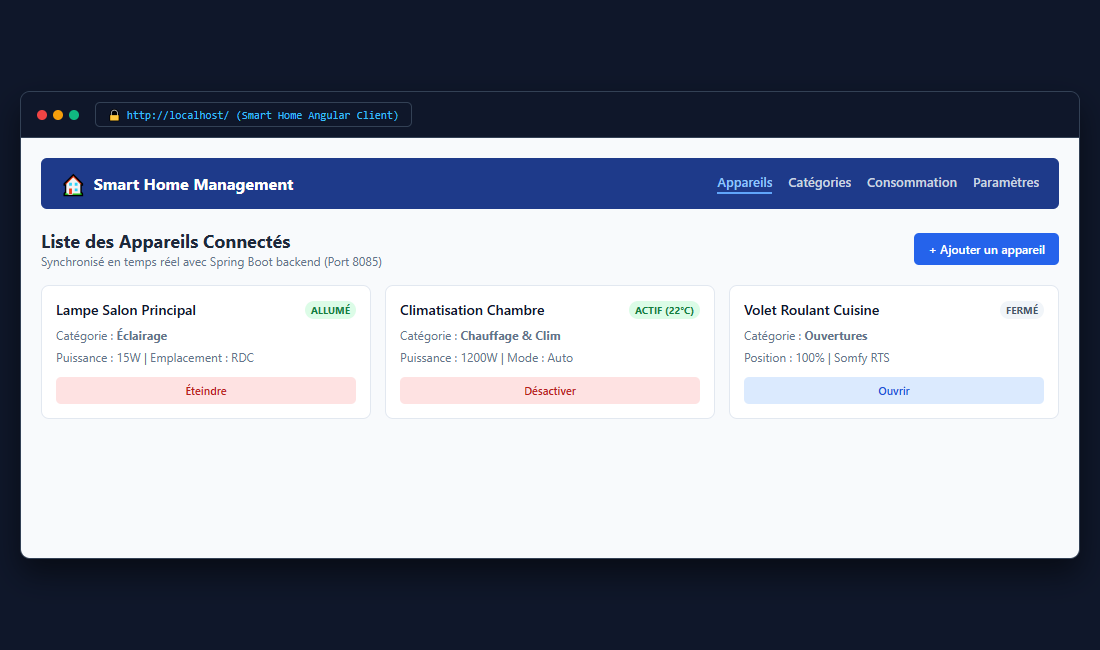 http://localhost/ (Smart Home Angular Client)
Smart Home Management
Appareils Catégories Consommation Paramètres
Liste des Appareils Connectés
Synchronisé en temps réel avec Spring Boot backend (Port 8085)
+ Ajouter un appareil
Lampe Salon Principal
ALLUMÉ
Catégorie : Éclairage
Puissance : 15W | Emplacement : RDC
Éteindre
Climatisation Chambre
ACTIF (22°C)
Catégorie : Chauffage & Clim
Puissance : 1200W | Mode : Auto
Désactiver
Volet Roulant Cuisine
FERMÉ
Catégorie : Ouvertures
Position : 100% | Somfy RTS
Ouvrir